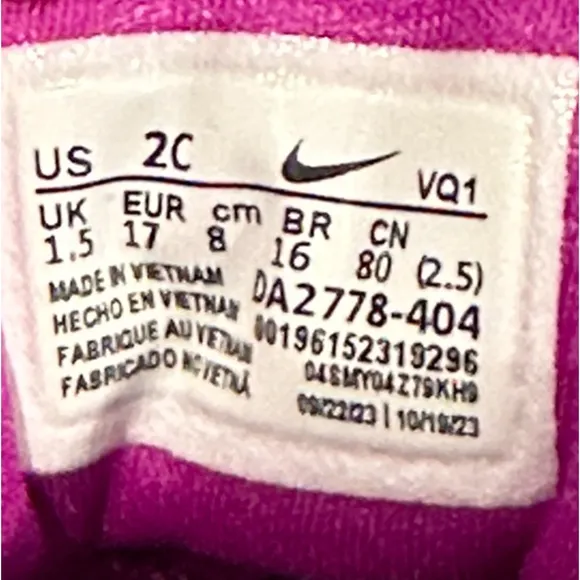 US 2C VQ1
UK EUR cm BR CN
1.5 17 8 16 80 (2.5)
MADE IN VIETNAM
HECHO EN VIETNAM
FABRIQUE AU VIETNAM
FABRICADO NO VIETNÃ
DA2778-404
00196152319296
04SMY04Z79KH9
09/22/23 | 10/19/23